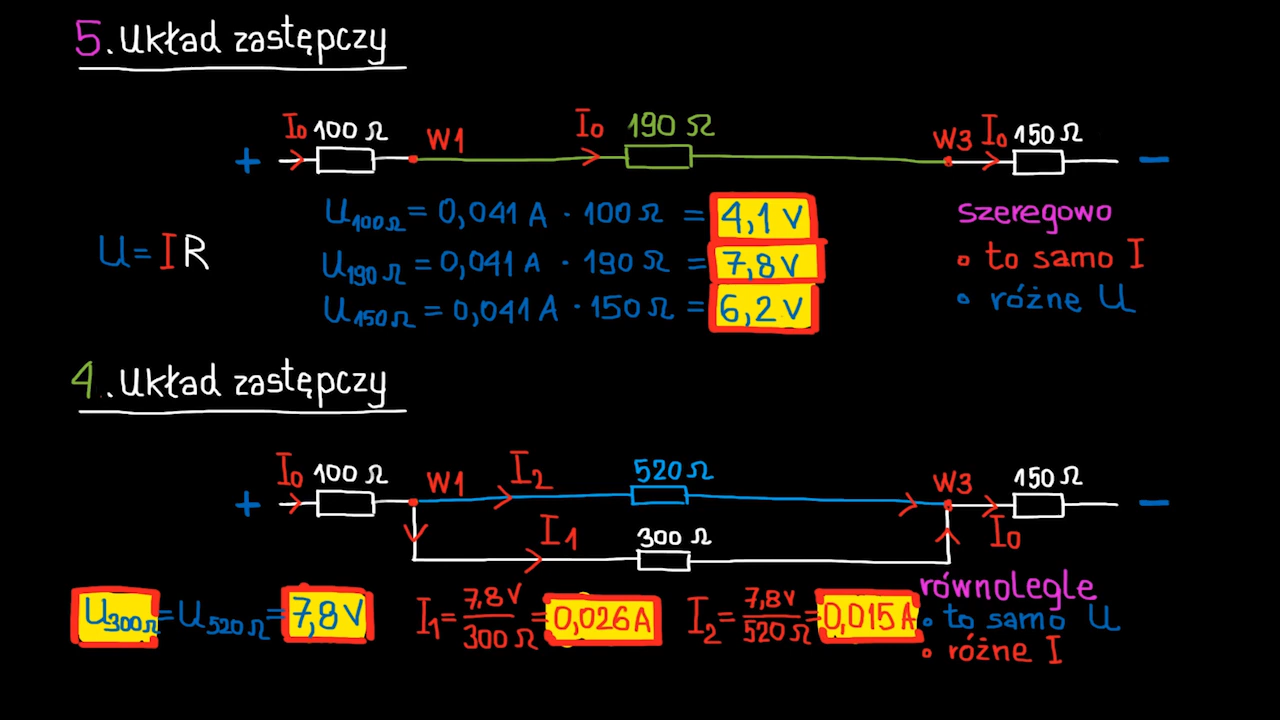 5. Układ zastępczy
I₀ 100 Ω W1 I₀ 190 Ω W3 I₀ 150 Ω
+ −
U₁₀₀Ω = 0,041 A · 100 Ω = 4,1 V
U = I R
U₁₉₀Ω = 0,041 A · 190 Ω = 7,8 V
U₁₅₀Ω = 0,041 A · 150 Ω = 6,2 V
szeregowo
• to samo I
• różne U
4. Układ zastępczy
I₀ 100 Ω W1 I₂ 520 Ω W3 150 Ω
+ −
I₁ 300 Ω I₀
U₃₀₀Ω = U₅₂₀Ω = 7,8 V I₁ = 7,8 V / 300 Ω = 0,026 A I₂ = 7,8 V / 520 Ω = 0,015 A
równolegle
• to samo U
• różne I